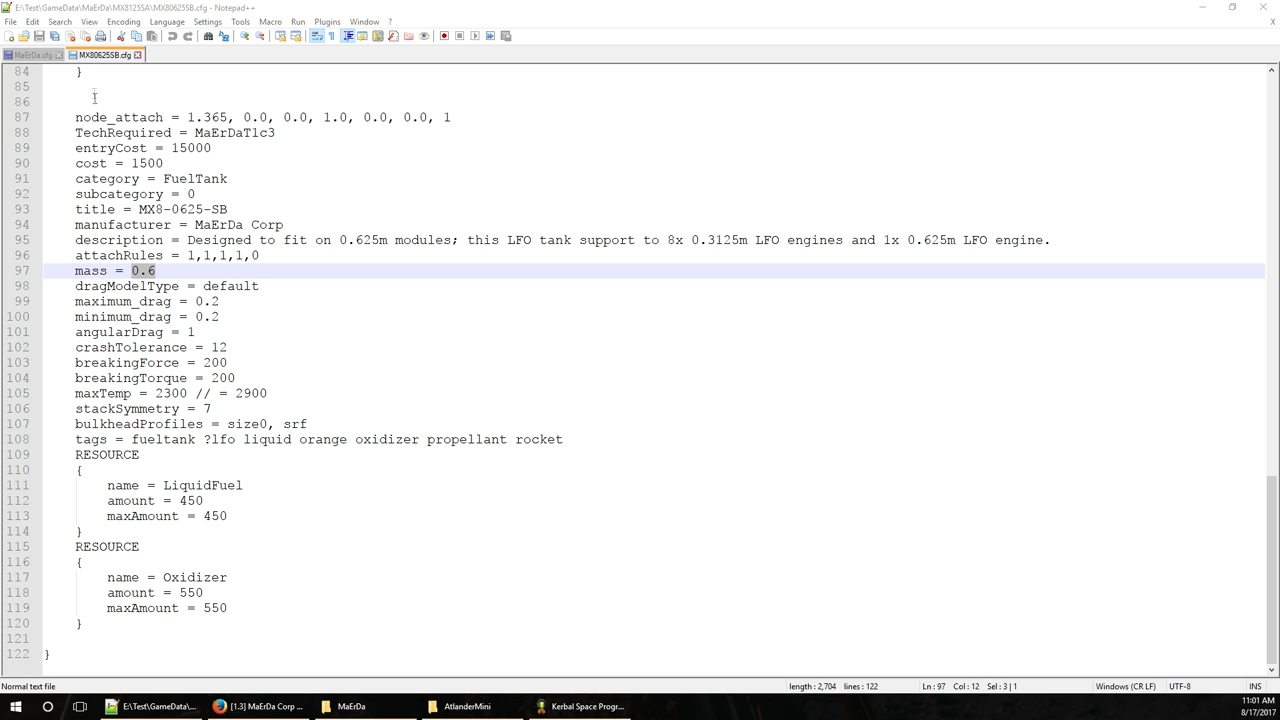 E:\Test\GameData\MaErDa\MX8125SA\MX80625SB.cfg - Notepad++
File Edit Search View Encoding Language Settings Tools Macro Run Plugins Window ?
MaErDa.cfg MX80625SB.cfg
84 }
85
86
87 node_attach = 1.365, 0.0, 0.0, 1.0, 0.0, 0.0, 1
88 TechRequired = MaErDaT1c3
89 entryCost = 15000
90 cost = 1500
91 category = FuelTank
92 subcategory = 0
93 title = MX8-0625-SB
94 manufacturer = MaErDa Corp
95 description = Designed to fit on 0.625m modules; this LFO tank support to 8x 0.3125m LFO engines and 1x 0.625m LFO engine.
96 attachRules = 1,1,1,1,0
97 mass = 0.6
98 dragModelType = default
99 maximum_drag = 0.2
100 minimum_drag = 0.2
101 angularDrag = 1
102 crashTolerance = 12
103 breakingForce = 200
104 breakingTorque = 200
105 maxTemp = 2300 // = 2900
106 stackSymmetry = 7
107 bulkheadProfiles = size0, srf
108 tags = fueltank ?lfo liquid orange oxidizer propellant rocket
109 RESOURCE
110 {
111 name = LiquidFuel
112 amount = 450
113 maxAmount = 450
114 }
115 RESOURCE
116 {
117 name = Oxidizer
118 amount = 550
119 maxAmount = 550
120 }
121
122 }
Normal text file length : 2,704 lines : 122 Ln : 97 Col : 12 Sel : 3 | 1 Windows (CR LF) UTF-8 INS
E:\Test\GameData\Ma... [1.3] MaErDa Corp ... MaErDa AtlanderMini Kerbal Space Progr... 11:01 AM
8/17/2017